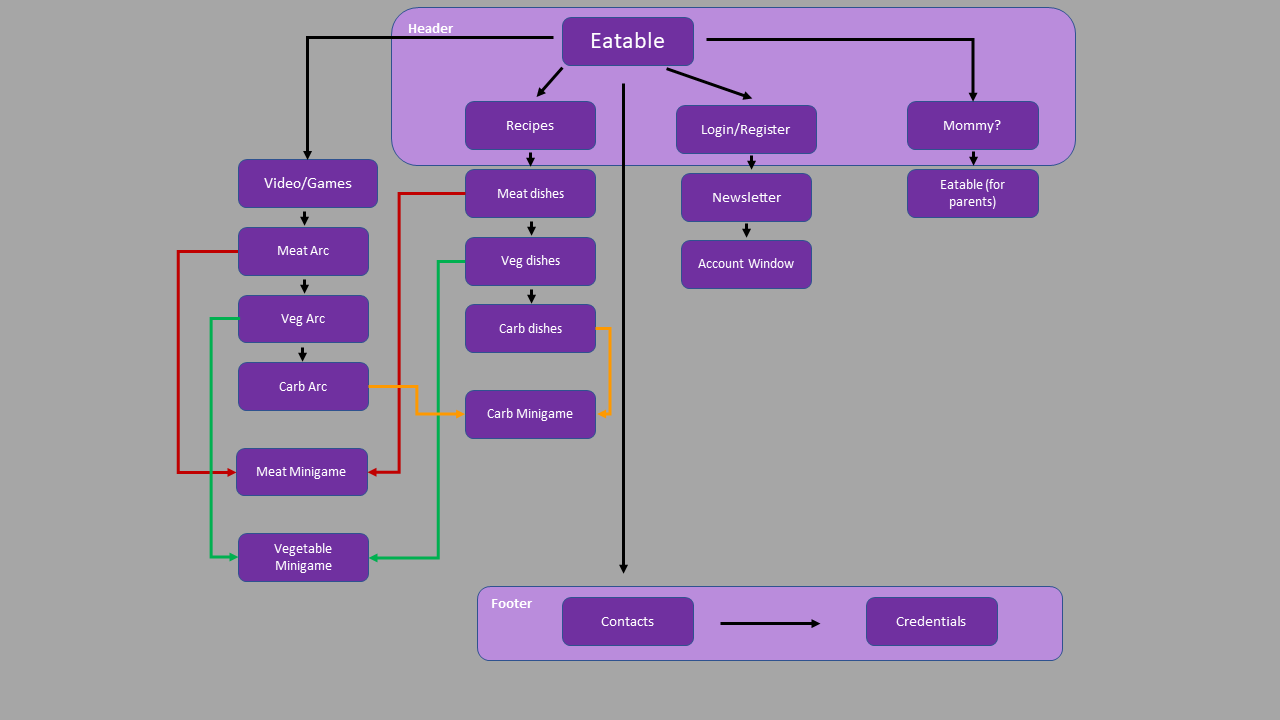 Header
Eatable
Recipes
Login/Register
Mommy?
Video/Games
Meat dishes
Newsletter
Eatable (for
parents)
Meat Arc
Veg dishes
Account Window
Veg Arc
Carb dishes
Carb Arc
Carb Minigame
Meat Minigame
Vegetable
Minigame
Footer
Contacts
Credentials